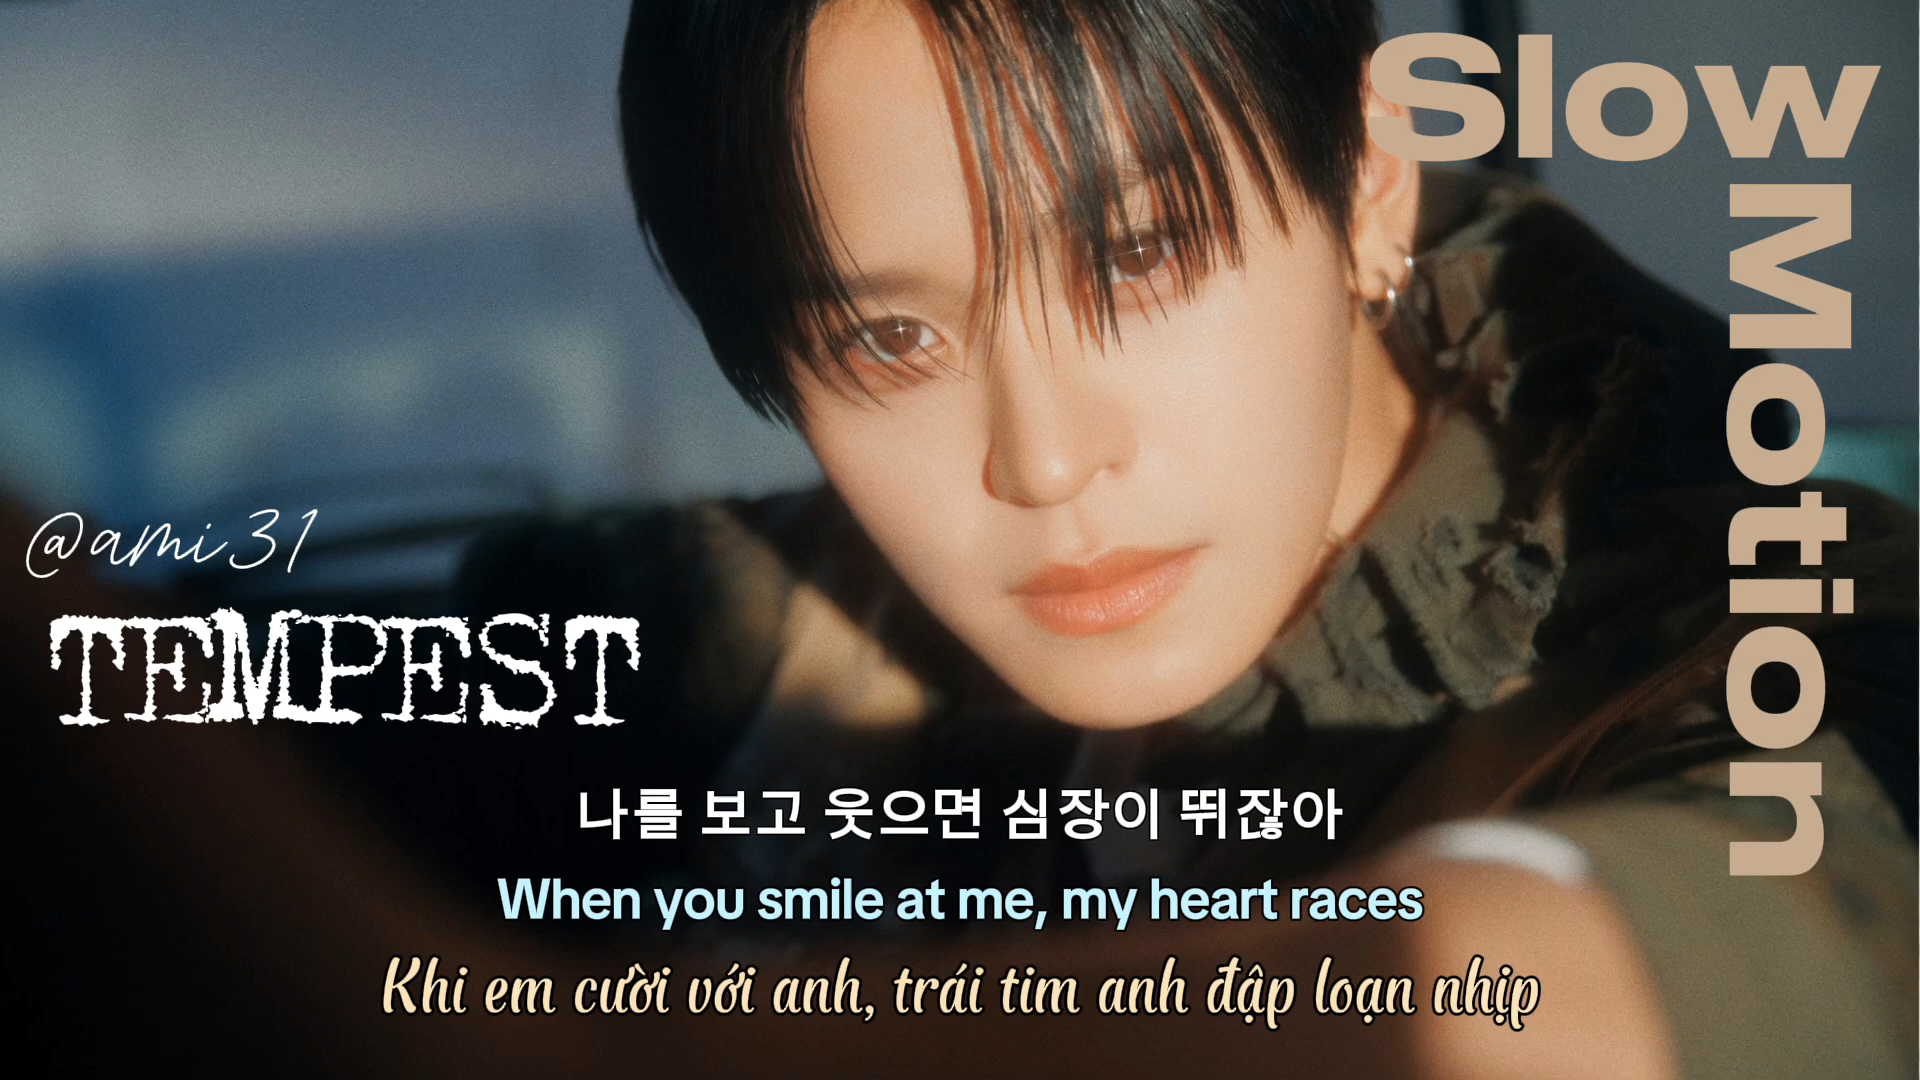 Slow
Motion
@ami31
TEMPEST
나를 보고 웃으면 심장이 뛰잖아
When you smile at me, my heart races
Khi em cười với anh, trái tim anh đập loạn nhịp